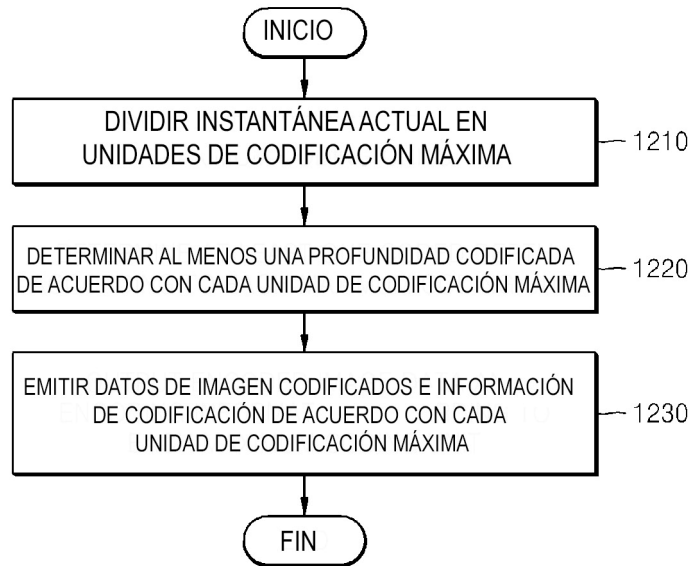 INICIO
DIVIDIR INSTANTÁNEA ACTUAL EN
UNIDADES DE CODIFICACIÓN MÁXIMA
1210
DETERMINAR AL MENOS UNA PROFUNDIDAD CODIFICADA
DE ACUERDO CON CADA UNIDAD DE CODIFICACIÓN MÁXIMA
1220
EMITIR DATOS DE IMAGEN CODIFICADOS E INFORMACIÓN
DE CODIFICACIÓN DE ACUERDO CON CADA
UNIDAD DE CODIFICACIÓN MÁXIMA
1230
FIN